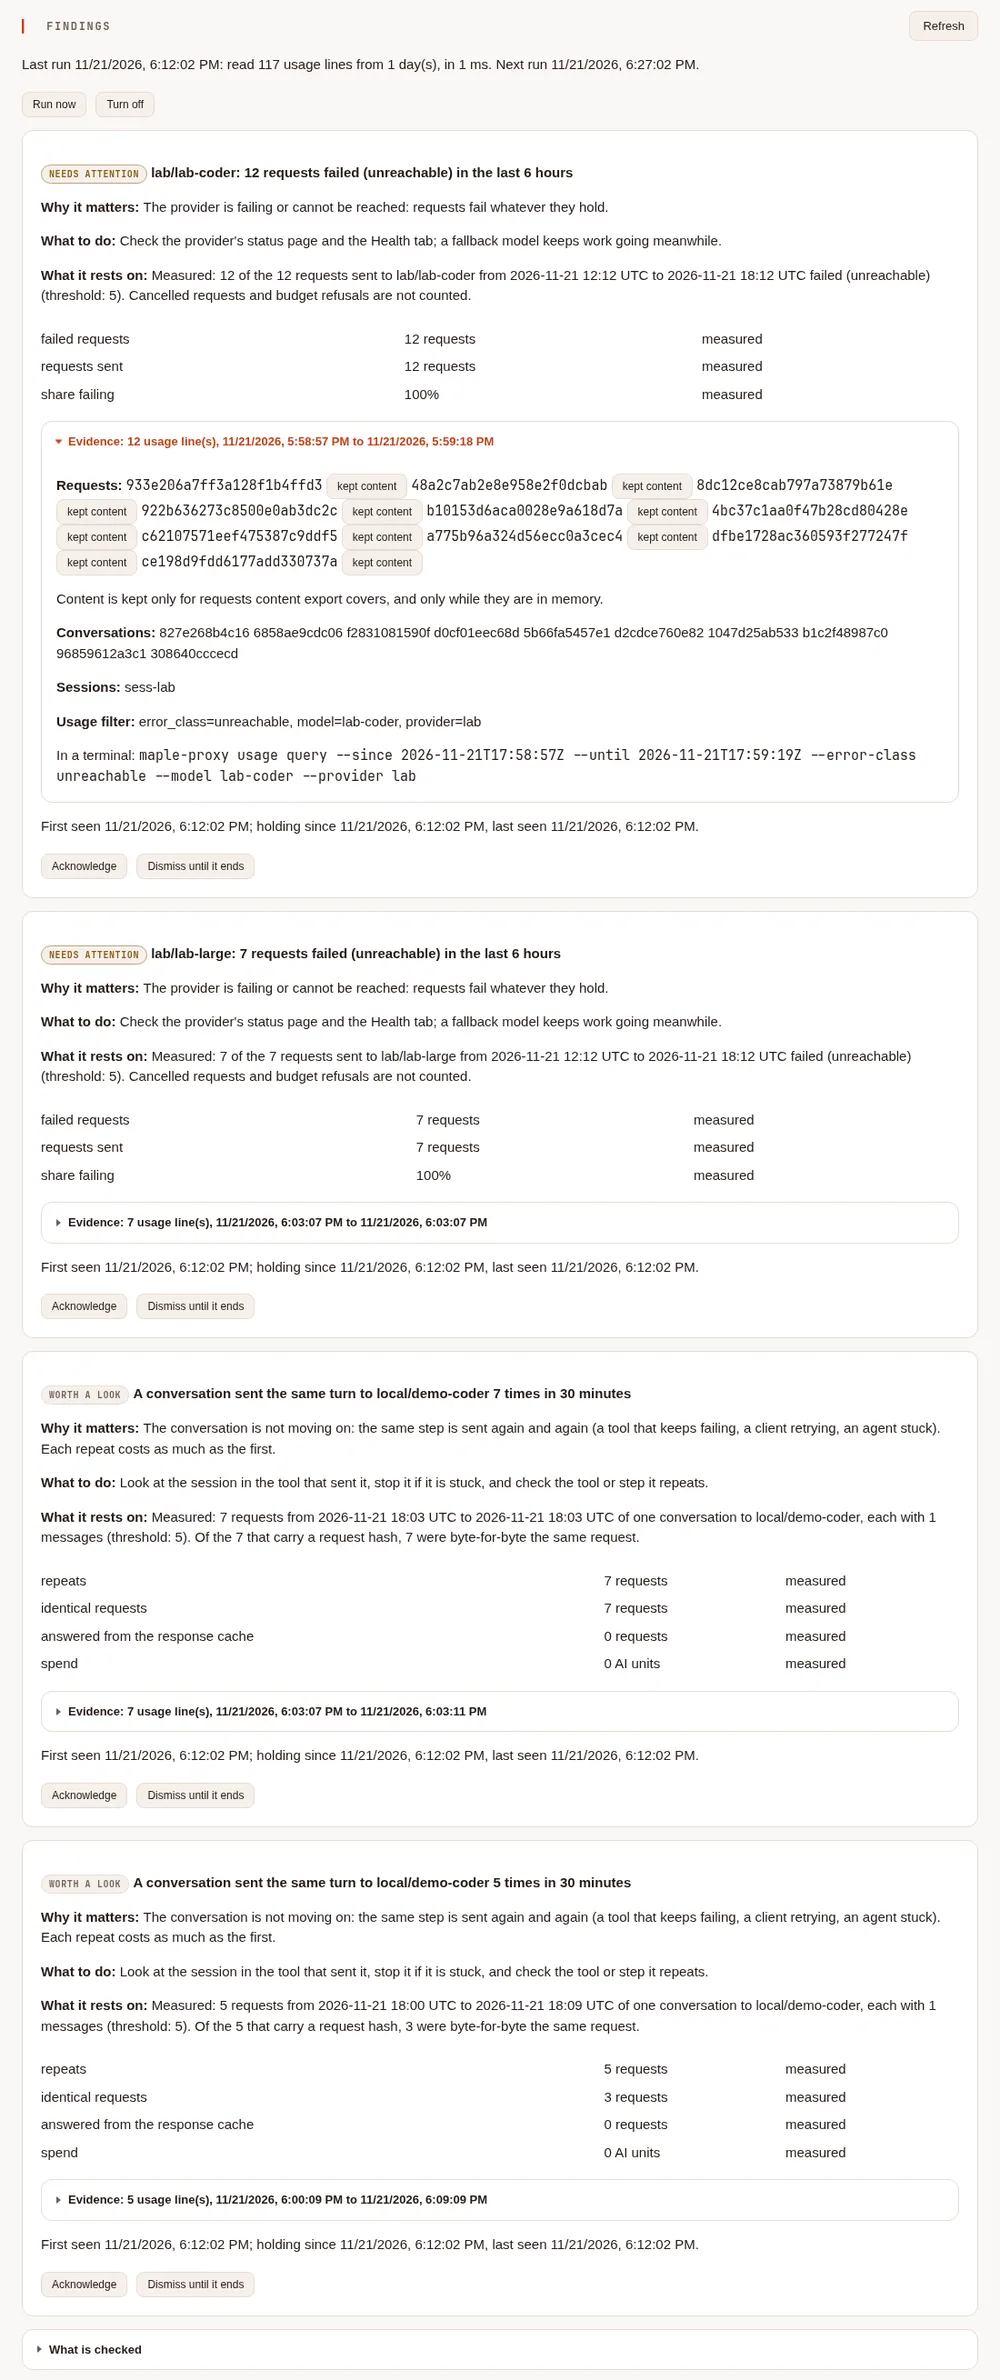 FINDINGS
Refresh
Last run 11/21/2026, 6:12:02 PM: read 117 usage lines from 1 day(s), in 1 ms. Next run 11/21/2026, 6:27:02 PM.
Run now Turn off
NEEDS ATTENTION lab/lab-coder: 12 requests failed (unreachable) in the last 6 hours
Why it matters: The provider is failing or cannot be reached: requests fail whatever they hold.
What to do: Check the provider's status page and the Health tab; a fallback model keeps work going meanwhile.
What it rests on: Measured: 12 of the 12 requests sent to lab/lab-coder from 2026-11-21 12:12 UTC to 2026-11-21 18:12 UTC failed (unreachable)
(threshold: 5). Cancelled requests and budget refusals are not counted.
failed requests 12 requests measured
requests sent 12 requests measured
share failing 100% measured
Evidence: 12 usage line(s), 11/21/2026, 5:58:57 PM to 11/21/2026, 5:59:18 PM
Requests: 933e206a7ff3a128f1b4ffd3 kept content 48a2c7ab2e8e958e2f0dcbab kept content 8dc12ce8cab797a73879b61e
kept content 922b636273c8500e0ab3dc2c kept content b10153d6aca0028e9a618d7a kept content 4bc37c1aa0f47b28cd80428e
kept content c62107571eef475387c9ddf5 kept content a775b96a324d56ecc0a3cec4 kept content dfbe1728ac360593f277247f
kept content ce198d9fdd6177add330737a kept content
Content is kept only for requests content export covers, and only while they are in memory.
Conversations: 827e268b4c16 6858ae9cdc06 f2831081590f d0cf01eec68d 5b66fa5457e1 d2cdce760e82 1047d25ab533 b1c2f48987c0
96859612a3c1 308640cccecd
Sessions: sess-lab
Usage filter: error_class=unreachable, model=lab-coder, provider=lab
In a terminal: maple-proxy usage query --since 2026-11-21T17:58:57Z --until 2026-11-21T17:59:19Z --error-class
unreachable --model lab-coder --provider lab
First seen 11/21/2026, 6:12:02 PM; holding since 11/21/2026, 6:12:02 PM, last seen 11/21/2026, 6:12:02 PM.
Acknowledge Dismiss until it ends
NEEDS ATTENTION lab/lab-large: 7 requests failed (unreachable) in the last 6 hours
Why it matters: The provider is failing or cannot be reached: requests fail whatever they hold.
What to do: Check the provider's status page and the Health tab; a fallback model keeps work going meanwhile.
What it rests on: Measured: 7 of the 7 requests sent to lab/lab-large from 2026-11-21 12:12 UTC to 2026-11-21 18:12 UTC failed (unreachable)
(threshold: 5). Cancelled requests and budget refusals are not counted.
failed requests 7 requests measured
requests sent 7 requests measured
share failing 100% measured
Evidence: 7 usage line(s), 11/21/2026, 6:03:07 PM to 11/21/2026, 6:03:07 PM
First seen 11/21/2026, 6:12:02 PM; holding since 11/21/2026, 6:12:02 PM, last seen 11/21/2026, 6:12:02 PM.
Acknowledge Dismiss until it ends
WORTH A LOOK A conversation sent the same turn to local/demo-coder 7 times in 30 minutes
Why it matters: The conversation is not moving on: the same step is sent again and again (a tool that keeps failing, a client retrying, an agent stuck).
Each repeat costs as much as the first.
What to do: Look at the session in the tool that sent it, stop it if it is stuck, and check the tool or step it repeats.
What it rests on: Measured: 7 requests from 2026-11-21 18:03 UTC to 2026-11-21 18:03 UTC of one conversation to local/demo-coder, each with 1
messages (threshold: 5). Of the 7 that carry a request hash, 7 were byte-for-byte the same request.
repeats 7 requests measured
identical requests 7 requests measured
answered from the response cache 0 requests measured
spend 0 AI units measured
Evidence: 7 usage line(s), 11/21/2026, 6:03:07 PM to 11/21/2026, 6:03:11 PM
First seen 11/21/2026, 6:12:02 PM; holding since 11/21/2026, 6:12:02 PM, last seen 11/21/2026, 6:12:02 PM.
Acknowledge Dismiss until it ends
WORTH A LOOK A conversation sent the same turn to local/demo-coder 5 times in 30 minutes
Why it matters: The conversation is not moving on: the same step is sent again and again (a tool that keeps failing, a client retrying, an agent stuck).
Each repeat costs as much as the first.
What to do: Look at the session in the tool that sent it, stop it if it is stuck, and check the tool or step it repeats.
What it rests on: Measured: 5 requests from 2026-11-21 18:00 UTC to 2026-11-21 18:09 UTC of one conversation to local/demo-coder, each with 1
messages (threshold: 5). Of the 5 that carry a request hash, 3 were byte-for-byte the same request.
repeats 5 requests measured
identical requests 3 requests measured
answered from the response cache 0 requests measured
spend 0 AI units measured
Evidence: 5 usage line(s), 11/21/2026, 6:00:09 PM to 11/21/2026, 6:09:09 PM
First seen 11/21/2026, 6:12:02 PM; holding since 11/21/2026, 6:12:02 PM, last seen 11/21/2026, 6:12:02 PM.
Acknowledge Dismiss until it ends
What is checked